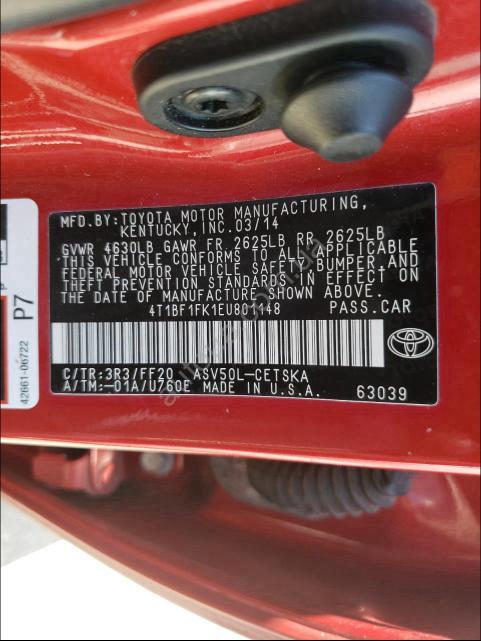 MFD.BY:TOYOTA MOTOR MANUFACTURING,
KENTUCKY,INC.03/14
GVWR 4630LB GAWR FR 2625LB RR 2625LB
THIS VEHICLE CONFORMS TO ALL APPLICABLE
FEDERAL MOTOR VEHICLE SAFETY, BUMPER AND
THEFT PREVENTION STANDARDS IN EFFECT ON
THE DATE OF MANUFACTURE SHOWN ABOVE.
PASS.CAR
C/TR:3R3/FF20 ASV50L-CETSKA
A/TM:-01A/U760E MADE IN U.S.A.
63039
P7
42661-06722